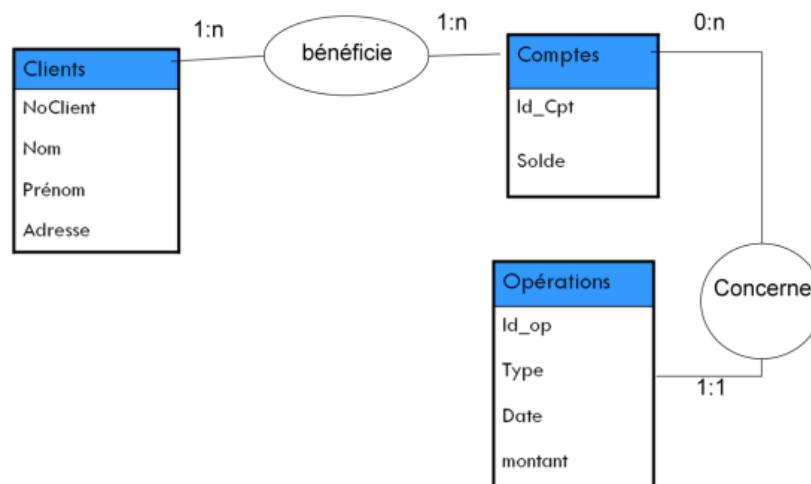 1:n
bénéficie
1:n
0:n
Clients
NoClient
Nom
Prénom
Adresse
Comptes
Id_Cpt
Solde
Concerne
Opérations
Id_op
Type
Date
montant
1:1